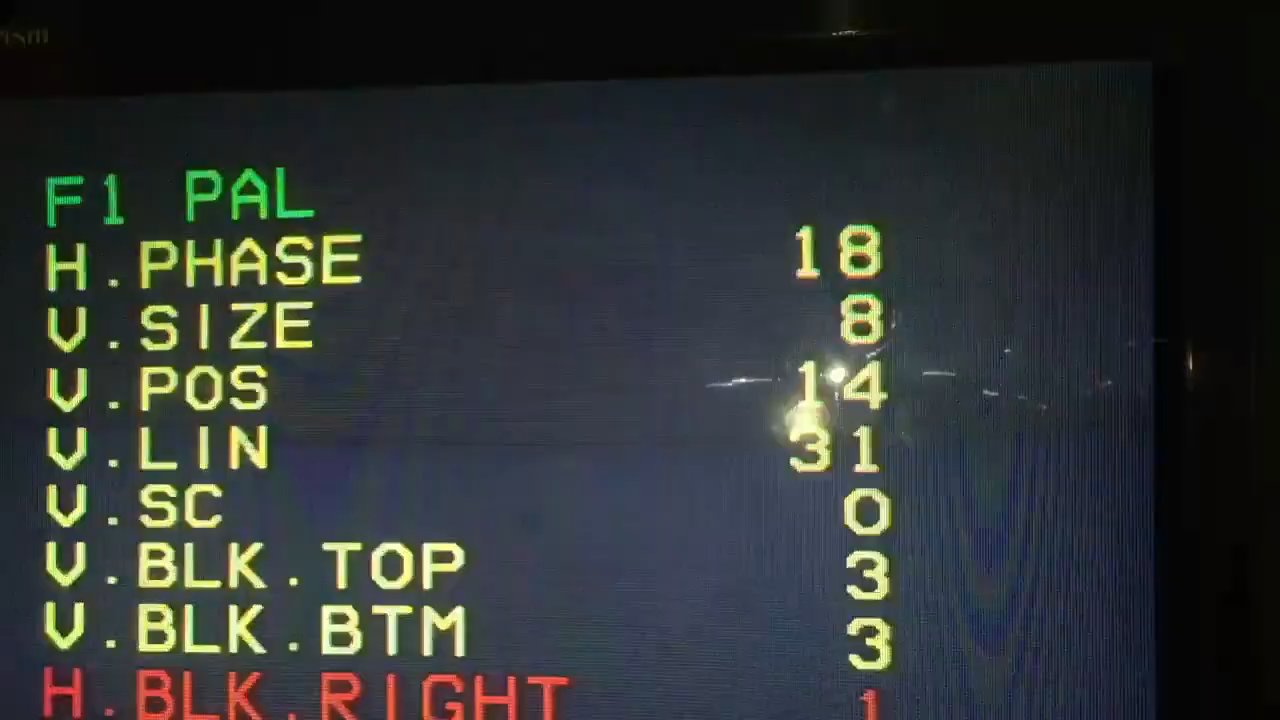 F1 PAL
H.PHASE 18
V.SIZE 8
V.POS 14
V.LIN 31
V.SC 0
V.BLK.TOP 3
V.BLK.BTM 3
H.BLK.RIGHT 1